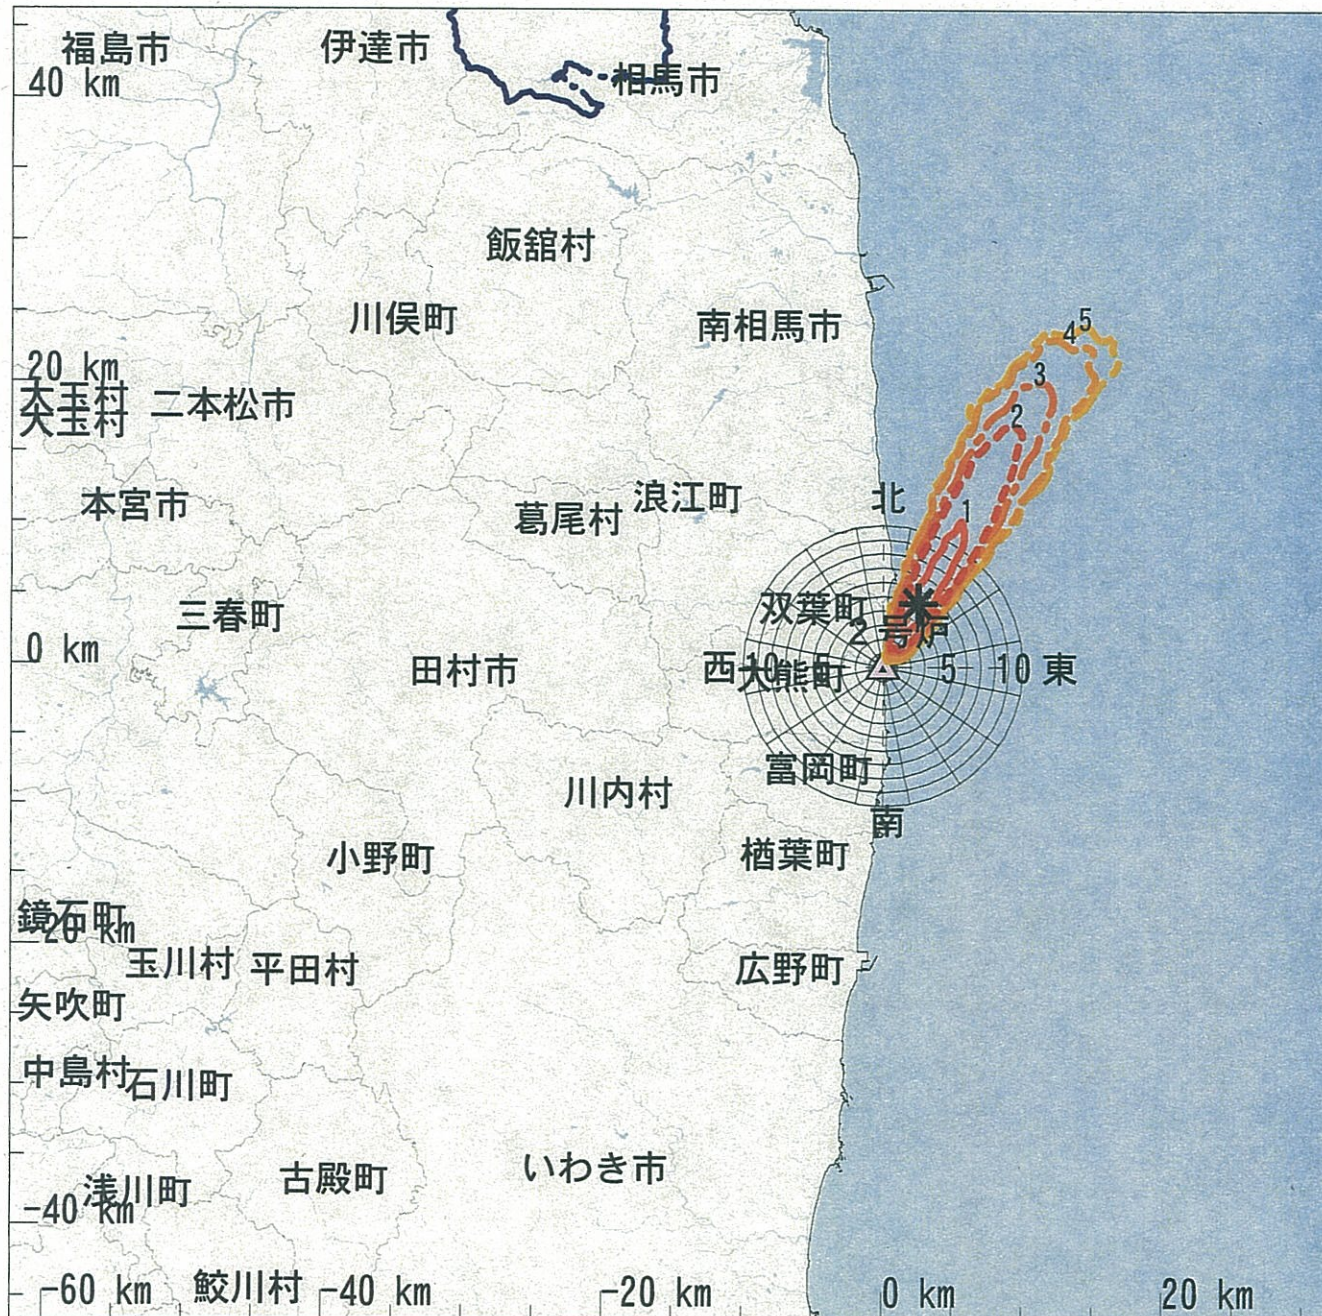 福島市
伊達市
相馬市
40 km
飯舘村
川俣町
南相馬市
20 km
大玉村
二本松市
大玉村
5
4
3
2
1
本宮市
葛尾村
浪江町
北
三春町
双葉町
2号炉
0 km
田村市
西
10
5
大熊町
5
10
東
川内村
富岡町
南
小野町
楢葉町
鏡石町
-20 km
玉川村
平田村
広野町
矢吹町
中島村
石川町
いわき市
浅川町
古殿町
-40 km
-60 km
鮫川村
-40 km
-20 km
0 km
20 km